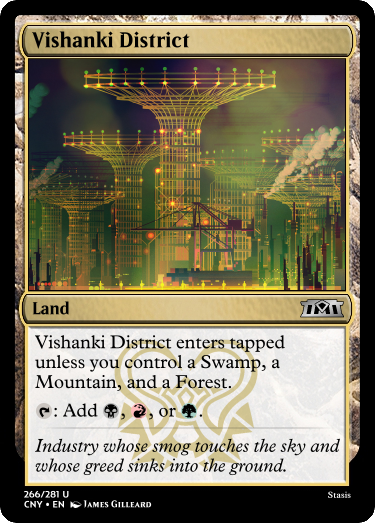 Vishanki District
Land
Vishanki District enters tapped
unless you control a Swamp, a
Mountain, and a Forest.
: Add , , or .
Industry whose smog touches the sky and
whose greed sinks into the ground.
266/281 U
Stasis
CNY • EN James Gilleard